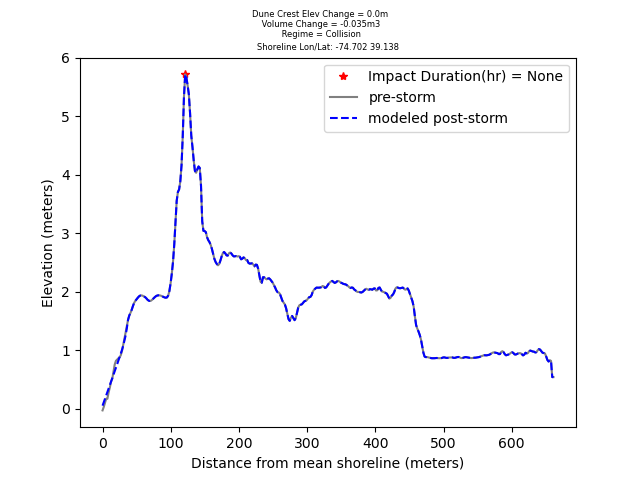 Dune Crest Elev Change = 0.0m
Volume Change = -0.035m3
Regime = Collision
Shoreline Lon/Lat: -74.702 39.138
Impact Duration(hr) = None
pre-storm
modeled post-storm
Elevation (meters)
6
5
4
3
2
1
0
0 100 200 300 400 500 600
Distance from mean shoreline (meters)